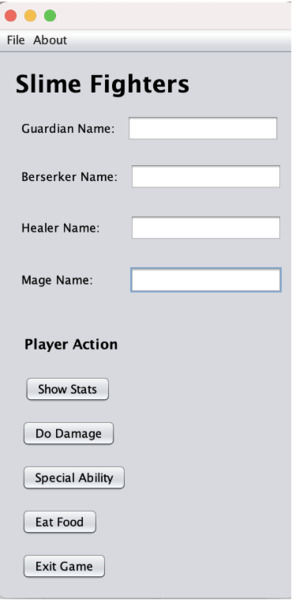 File About
Slime Fighters
Guardian Name:
Berserker Name:
Healer Name:
Mage Name:
Player Action
Show Stats
Do Damage
Special Ability
Eat Food
Exit Game